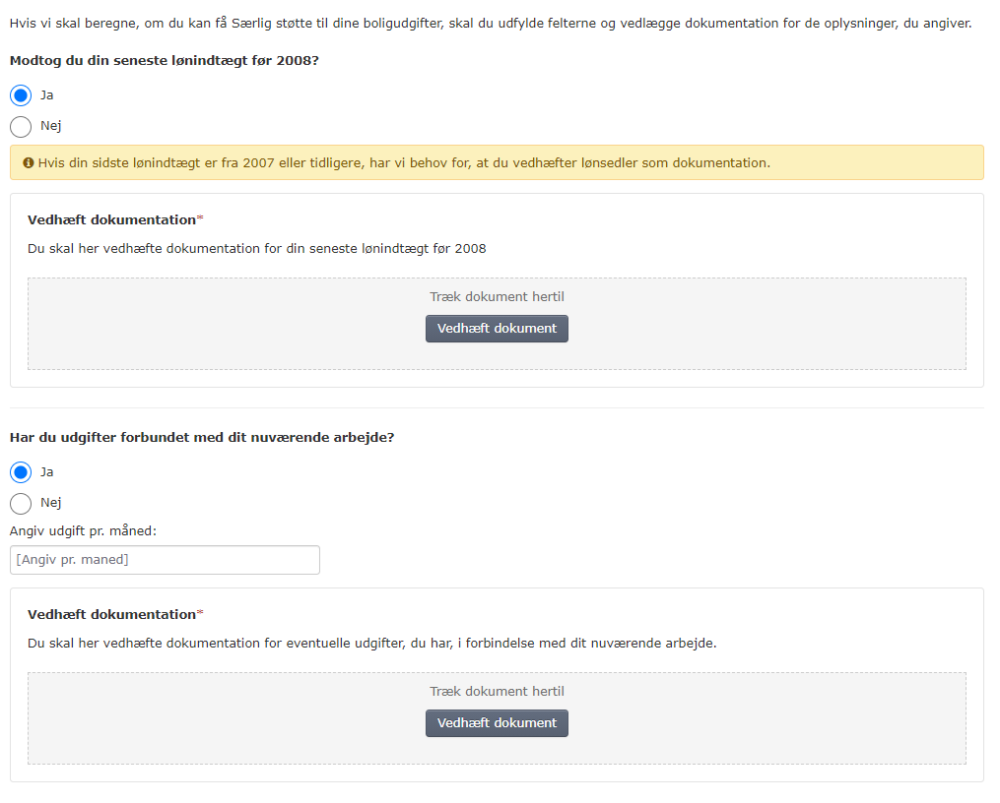 Hvis vi skal beregne, om du kan få Særlig støtte til dine boligudgifter, skal du udfylde felterne og vedlægge dokumentation for de oplysninger, du angiver.
Modtog du din seneste lønindtægt før 2008?
Ja
Nej
Hvis din sidste lønindtægt er fra 2007 eller tidligere, har vi behov for, at du vedhæfter lønsedler som dokumentation.
Vedhæft dokumentation*
Du skal her vedhæfte dokumentation for din seneste lønindtægt før 2008
Træk dokument hertil
Vedhæft dokument
Har du udgifter forbundet med dit nuværende arbejde?
Ja
Nej
Angiv udgift pr. måned:
[Angiv pr. maned]
Vedhæft dokumentation*
Du skal her vedhæfte dokumentation for eventuelle udgifter, du har, i forbindelse med dit nuværende arbejde.
Træk dokument hertil
Vedhæft dokument